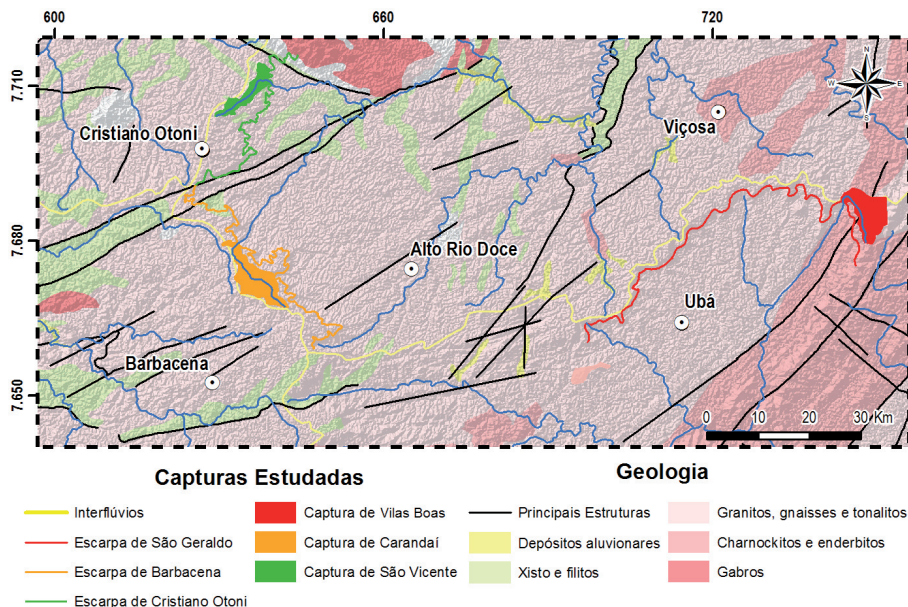 600 660 720
7.710
7.680
7.650
N
W E
S
Cristiano Otoni
Viçosa
Alto Rio Doce
Ubá
Barbacena
0 10 20 30 Km
Capturas Estudadas
Geologia
Interflúvios
Escarpa de São Geraldo
Escarpa de Barbacena
Escarpa de Cristiano Otoni
Captura de Vilas Boas
Captura de Carandaí
Captura de São Vicente
Principais Estruturas
Depósitos aluvionares
Xisto e filitos
Granitos, gnaisses e tonalitos
Charnockitos e enderbitos
Gabros